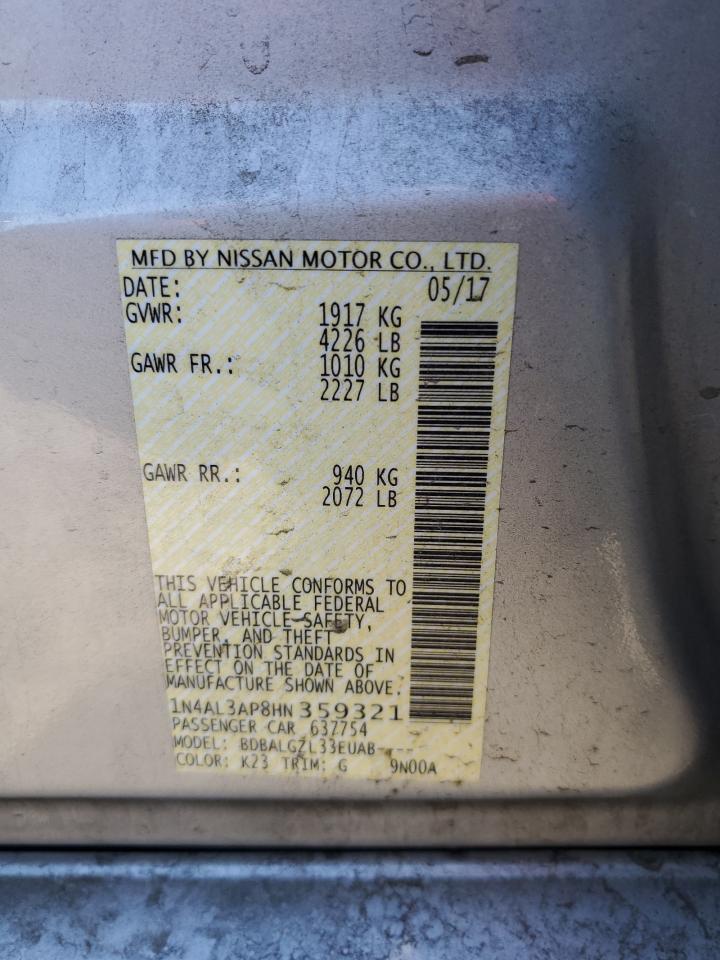 MFD BY NISSAN MOTOR CO., LTD.
DATE: 05/17
GVWR: 1917 KG
4226 LB
GAWR FR.: 1010 KG
2227 LB
GAWR RR.: 940 KG
2072 LB
THIS VEHICLE CONFORMS TO
ALL APPLICABLE FEDERAL
MOTOR VEHICLE SAFETY,
BUMPER, AND THEFT
PREVENTION STANDARDS IN
EFFECT ON THE DATE OF
MANUFACTURE SHOWN ABOVE.
1N4AL3AP8HN359321
PASSENGER CAR 637754
MODEL: BDBALGZL33EUAB---
COLOR: K23 TRIM: G 9N00A